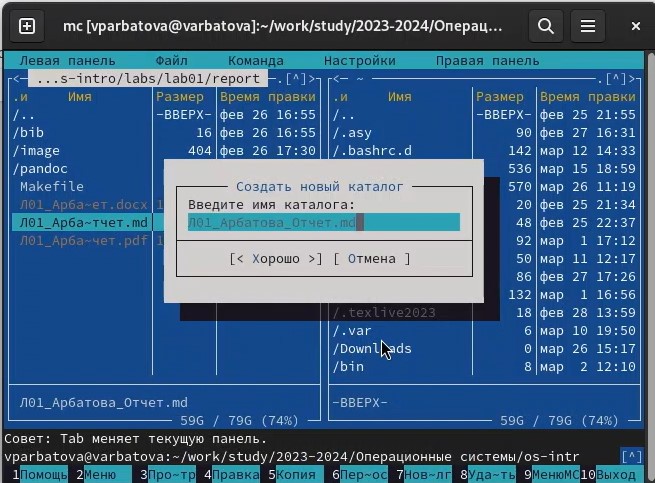 mc [vparbatova@varbatova]:~/work/study/2023-2024/Операц…
Левая панель Файл Команда Настройки Правая панель
<─ ...s-intro/labs/lab01/report ─.[^]> <─ ~ ─.[^]>
.и Имя Размер Время правки .и Имя Размер Время правки
/.. -ВВЕРХ- фев 26 16:55 /.. -ВВЕРХ- фев 25 21:55
/bib 16 фев 26 16:55 /.asy 90 фев 27 16:31
/image 404 фев 26 17:30 /.bashrc.d 142 мар 12 14:33
/pandoc 536 мар 15 18:59
Makefile 570 мар 26 11:19
Л01_Арба~ет.docx 1 20 фев 25 21:34
Л01_Арба~тчет.md 48 фев 25 22:37
Л01_Арба~чет.pdf 1 92 мар 1 17:12
50 мар 11 12:17
86 фев 27 17:26
132 мар 1 16:56
/.texlive2023 18 фев 28 13:59
/.var 6 мар 10 19:50
/Downloads 0 мар 26 15:17
/bin 8 мар 2 12:10
Создать новый каталог
Введите имя каталога:
Л01_Арбатова_Отчет.md
[< Хорошо >] [ Отмена ]
Л01_Арбатова_Отчет.md -ВВЕРХ-
59G / 79G (74%) 59G / 79G (74%)
Совет: Tab меняет текущую панель.
vparbatova@varbatova:~/work/study/2023-2024/Операционные системы/os-intr [^]
1Помощь 2Меню 3Про~тр 4Правка 5Копия 6Пер~ос 7Нов~лг 8Уда~ть 9МенюMC 10Выход